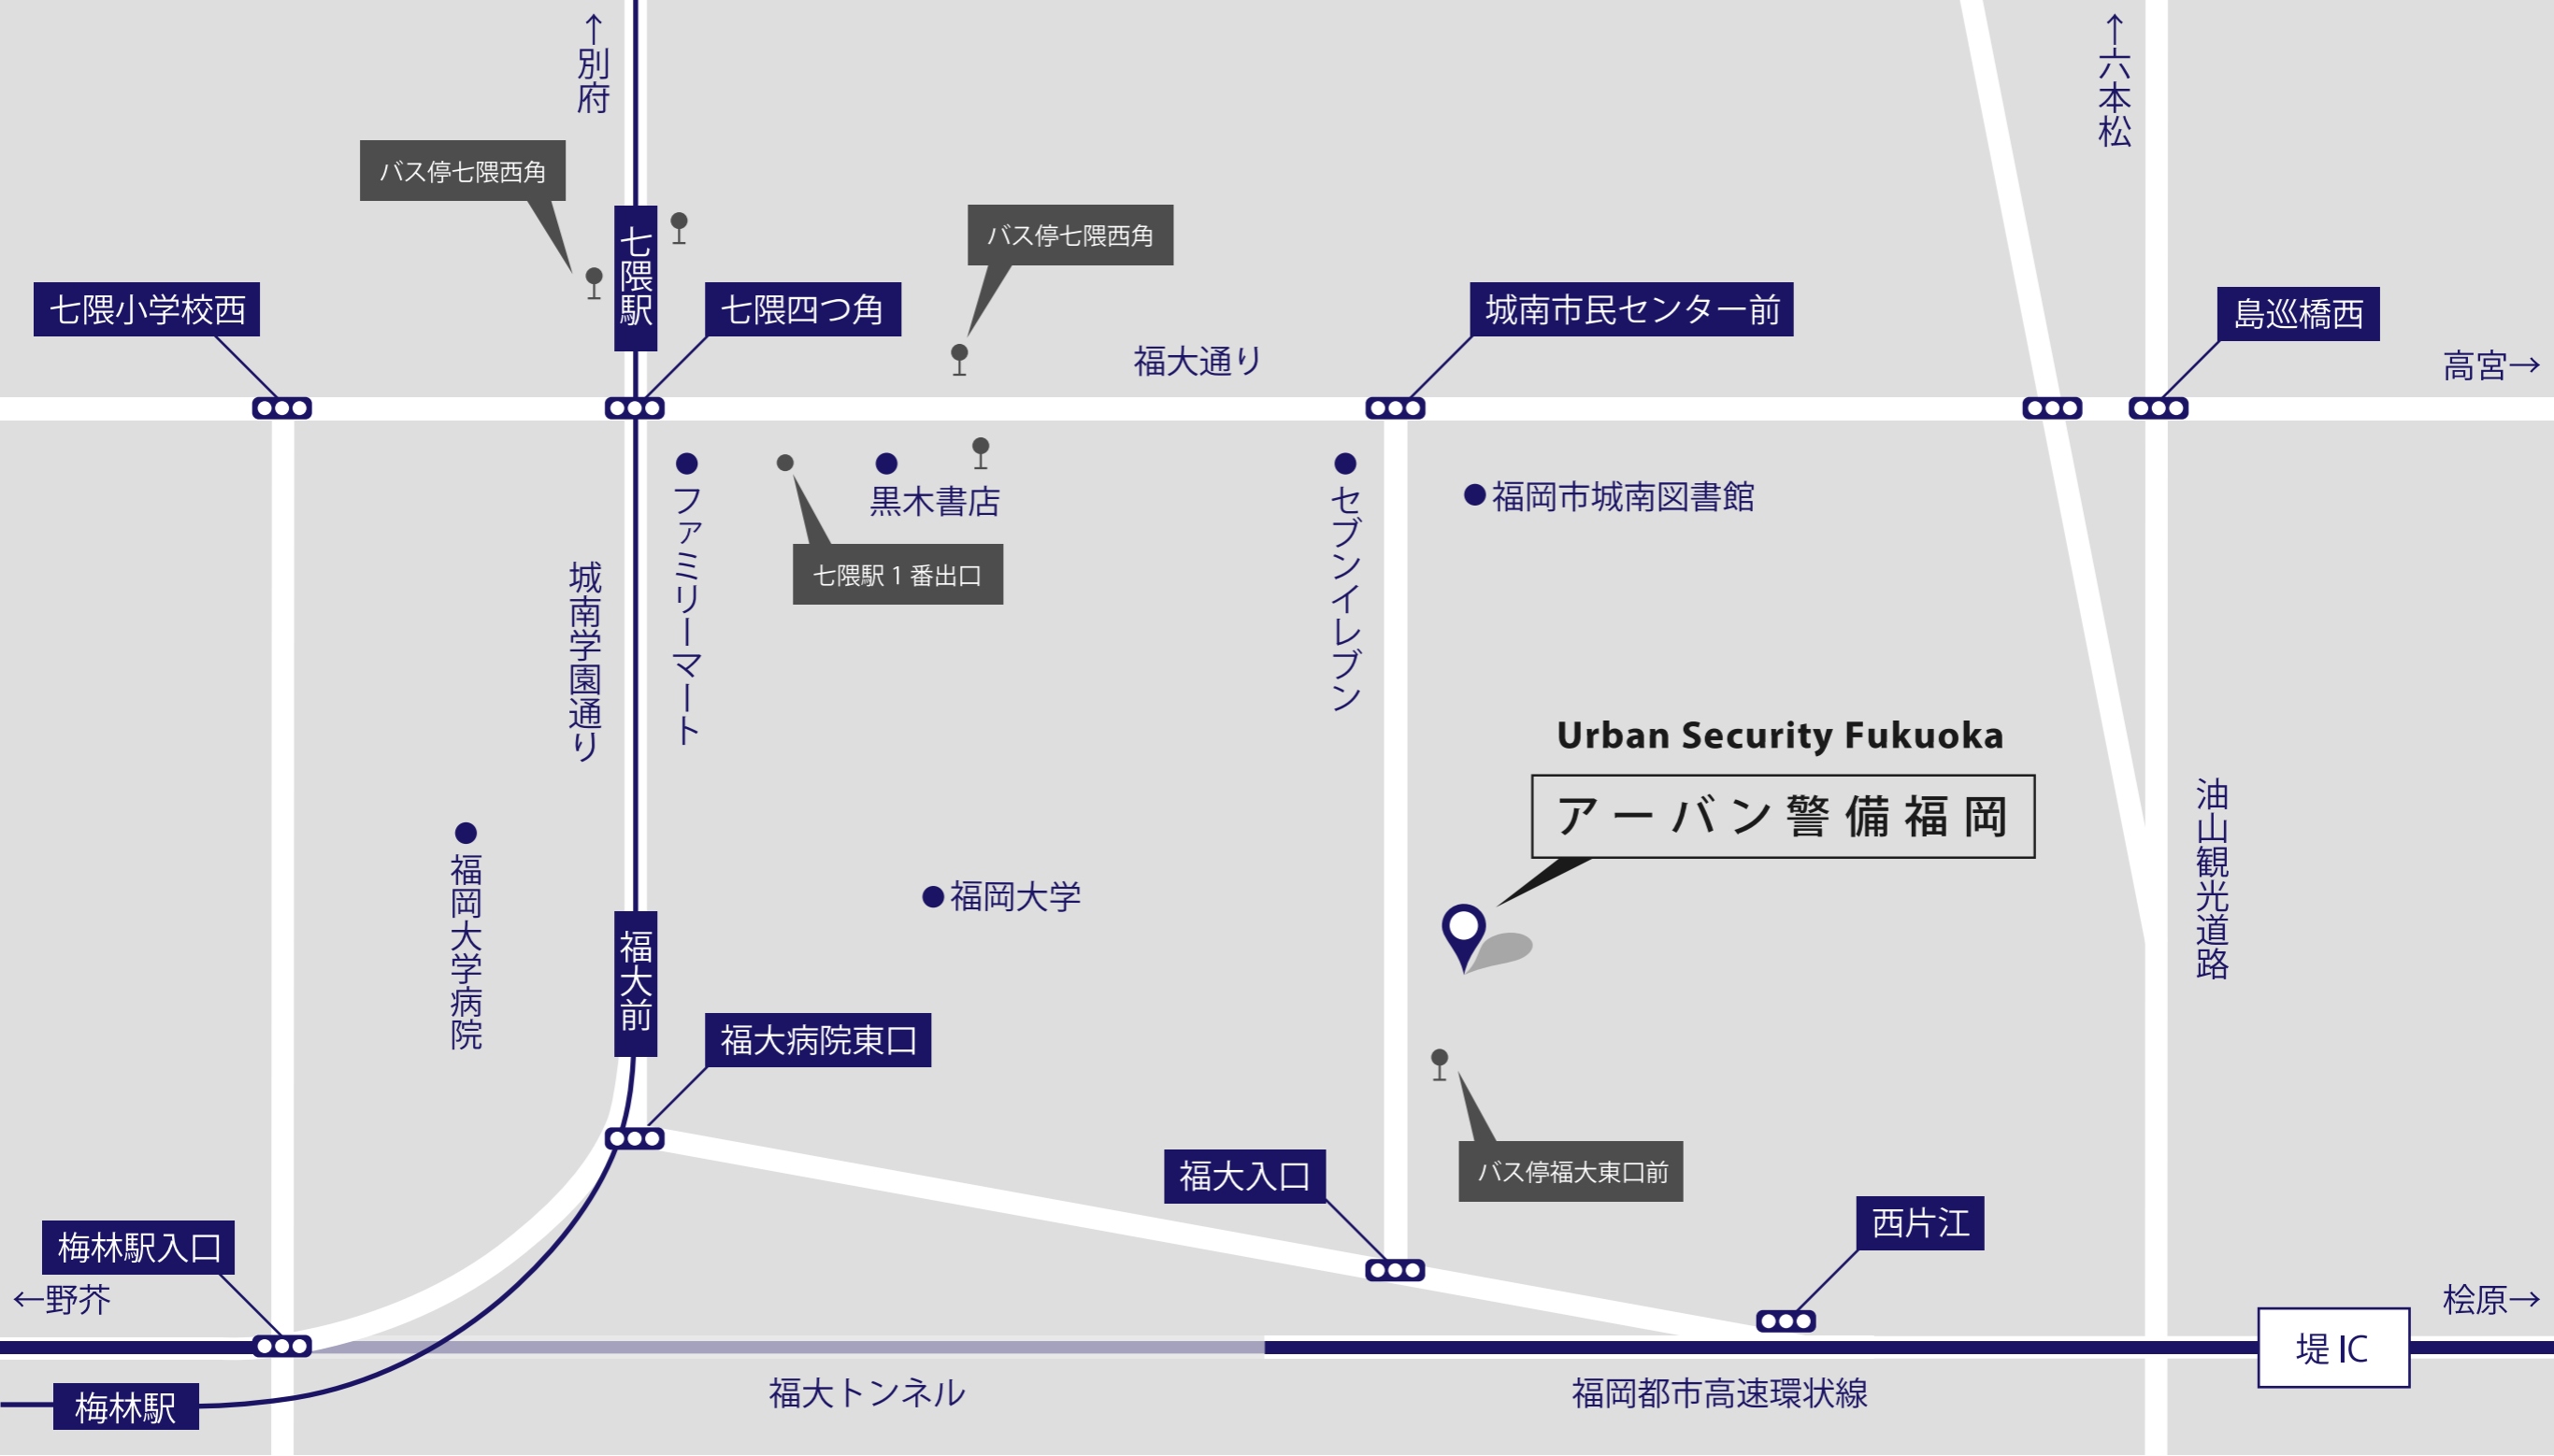 ↑別府
↑六本松
バス停七隈西角
バス停七隈西角
七隈駅
七隈小学校西
七隈四つ角
城南市民センター前
島巡橋西
福大通り
高宮→
ファミリーマート
黒木書店
セブンイレブン
福岡市城南図書館
七隈駅1番出口
城南学園通り
Urban Security Fukuoka
アーバン警備福岡
油山観光道路
福岡大学病院
福岡大学
福大前
福大病院東口
バス停福大東口前
福大入口
西片江
梅林駅入口
←野芥
桧原→
堤IC
梅林駅
福大トンネル
福岡都市高速環状線